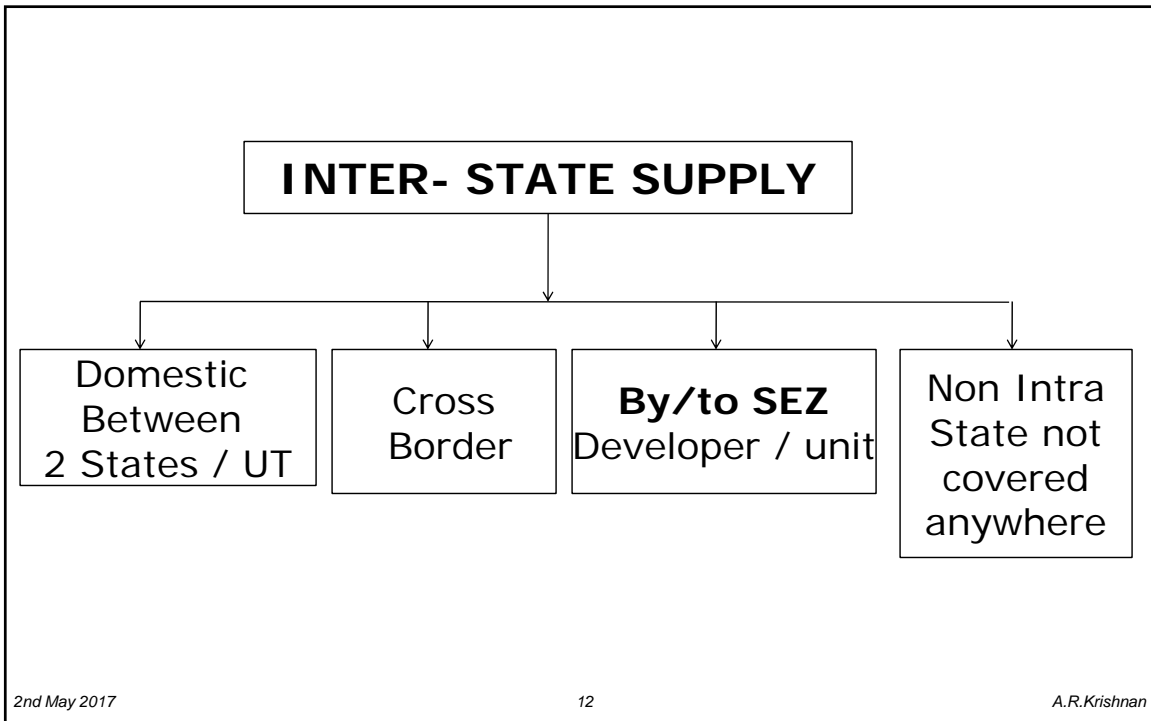 INTER- STATE SUPPLY
Domestic
Between
2 States / UT
Cross
Border
By/to SEZ
Developer / unit
Non Intra
State not
covered
anywhere
2nd May 2017
12
A.R.Krishnan